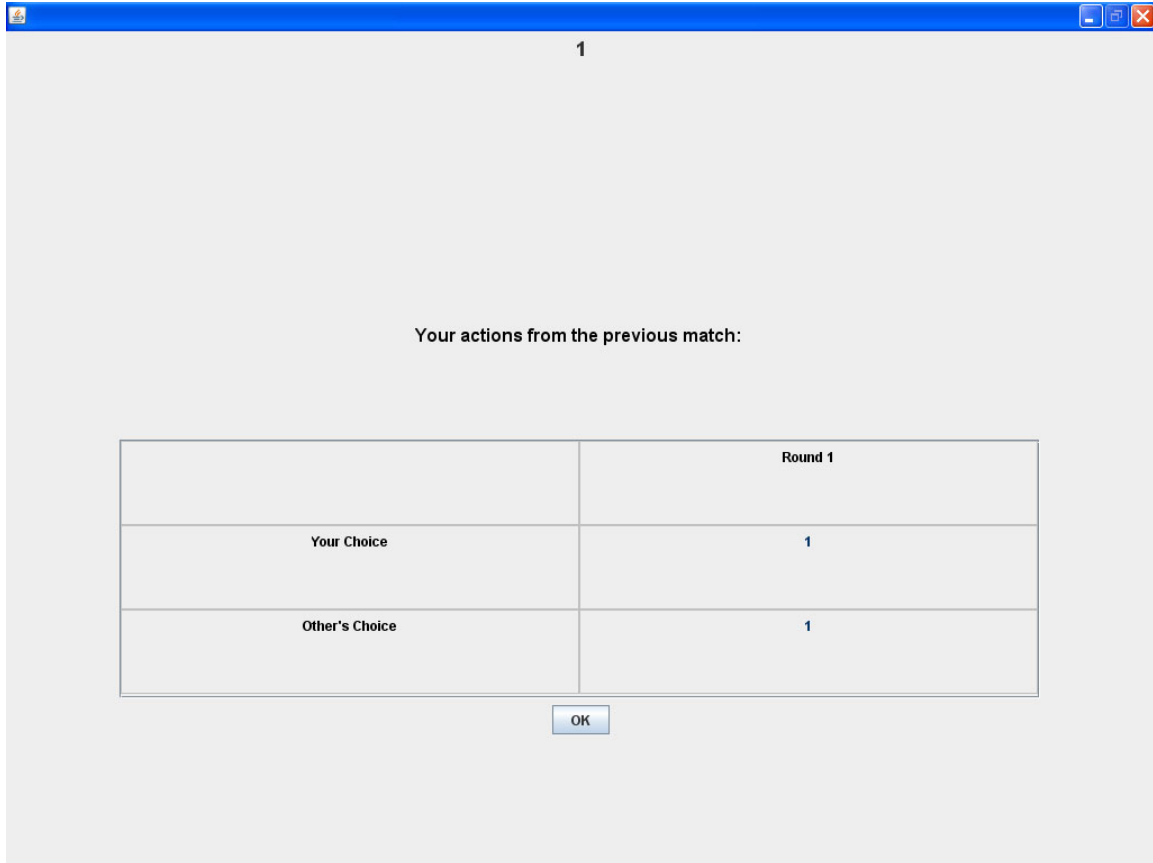 1
Your actions from the previous match:
Round 1
Your Choice 1
Other's Choice 1
OK